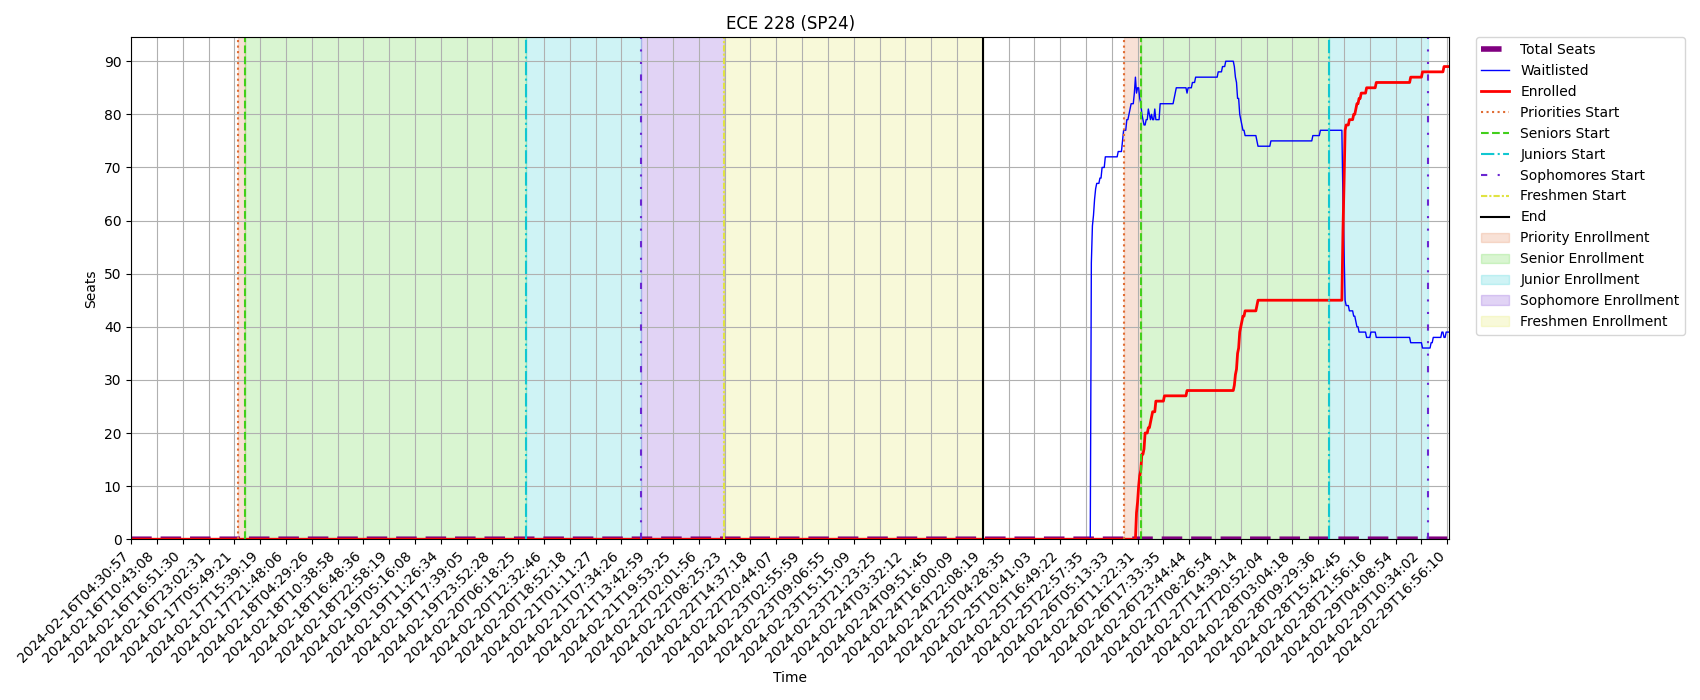 ECE 228 (SP24)
Seats
90
80
70
60
50
40
30
20
10
0
2024-02-16T04:30:57
2024-02-16T10:43:08
2024-02-16T16:51:30
2024-02-16T23:02:31
2024-02-17T05:49:21
2024-02-17T15:39:19
2024-02-17T21:48:06
2024-02-18T04:29:26
2024-02-18T10:38:58
2024-02-18T16:48:36
2024-02-18T22:58:19
2024-02-19T05:16:08
2024-02-19T11:26:34
2024-02-19T17:39:05
2024-02-19T23:52:28
2024-02-20T06:18:25
2024-02-20T12:32:46
2024-02-20T18:52:18
2024-02-21T01:11:27
2024-02-21T07:34:26
2024-02-21T13:42:59
2024-02-21T19:53:25
2024-02-22T02:01:56
2024-02-22T08:25:23
2024-02-22T14:37:18
2024-02-22T20:44:07
2024-02-23T02:55:59
2024-02-23T09:06:55
2024-02-23T15:15:09
2024-02-23T21:23:25
2024-02-24T03:32:12
2024-02-24T09:51:45
2024-02-24T16:00:09
2024-02-24T22:08:19
2024-02-25T04:28:35
2024-02-25T10:41:03
2024-02-25T16:49:22
2024-02-25T22:57:35
2024-02-26T05:13:33
2024-02-26T11:22:31
2024-02-26T17:33:35
2024-02-26T23:44:44
2024-02-27T08:26:54
2024-02-27T14:39:14
2024-02-27T20:52:04
2024-02-28T03:04:18
2024-02-28T09:29:36
2024-02-28T15:42:45
2024-02-28T21:56:16
2024-02-29T04:08:54
2024-02-29T10:34:02
2024-02-29T16:56:10
Time
Total Seats
Waitlisted
Enrolled
Priorities Start
Seniors Start
Juniors Start
Sophomores Start
Freshmen Start
End
Priority Enrollment
Senior Enrollment
Junior Enrollment
Sophomore Enrollment
Freshmen Enrollment